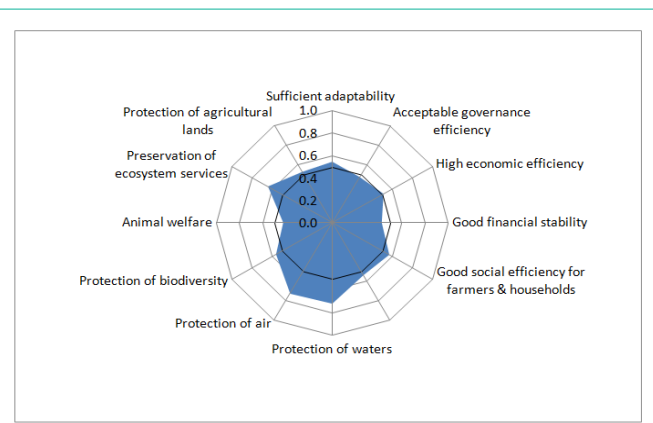 Sufficient adaptability
Protection of agricultural
lands
1.0
Acceptable governance
efficiency
0.8
Preservation of
ecosystem services
0.6
High economic efficiency
0.4
0.2
Animal welfare
0.0
Good financial stability
Protection of biodiversity
Good social efficiency for
farmers & households
Protection of air
Protection of waters